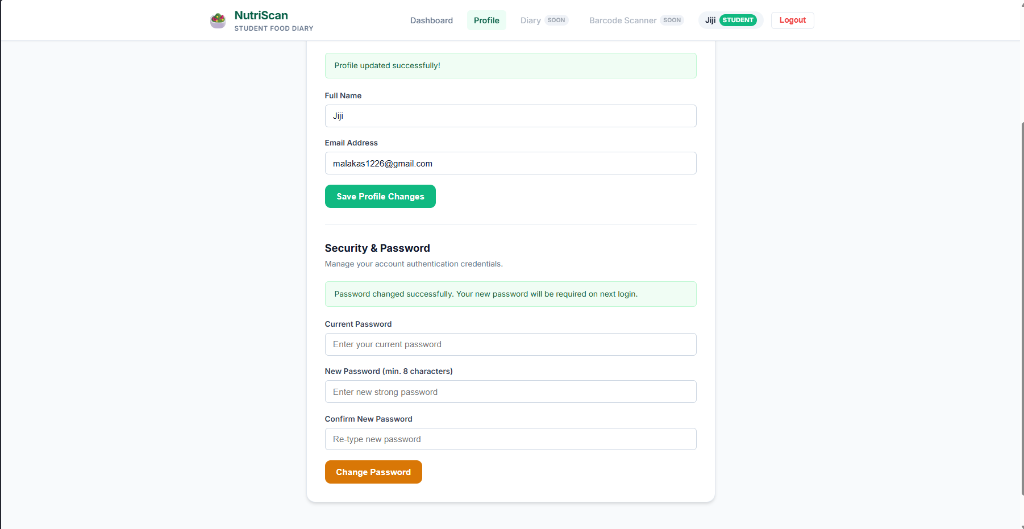 NutriScan
STUDENT FOOD DIARY
Dashboard
Profile
Diary SOON
Barcode Scanner SOON
Jiji STUDENT
Logout
Profile updated successfully!
Full Name
Jiji
Email Address
malakas1226@gmail.com
Save Profile Changes
Security & Password
Manage your account authentication credentials.
Password changed successfully. Your new password will be required on next login.
Current Password
Enter your current password
New Password (min. 8 characters)
Enter new strong password
Confirm New Password
Re-type new password
Change Password